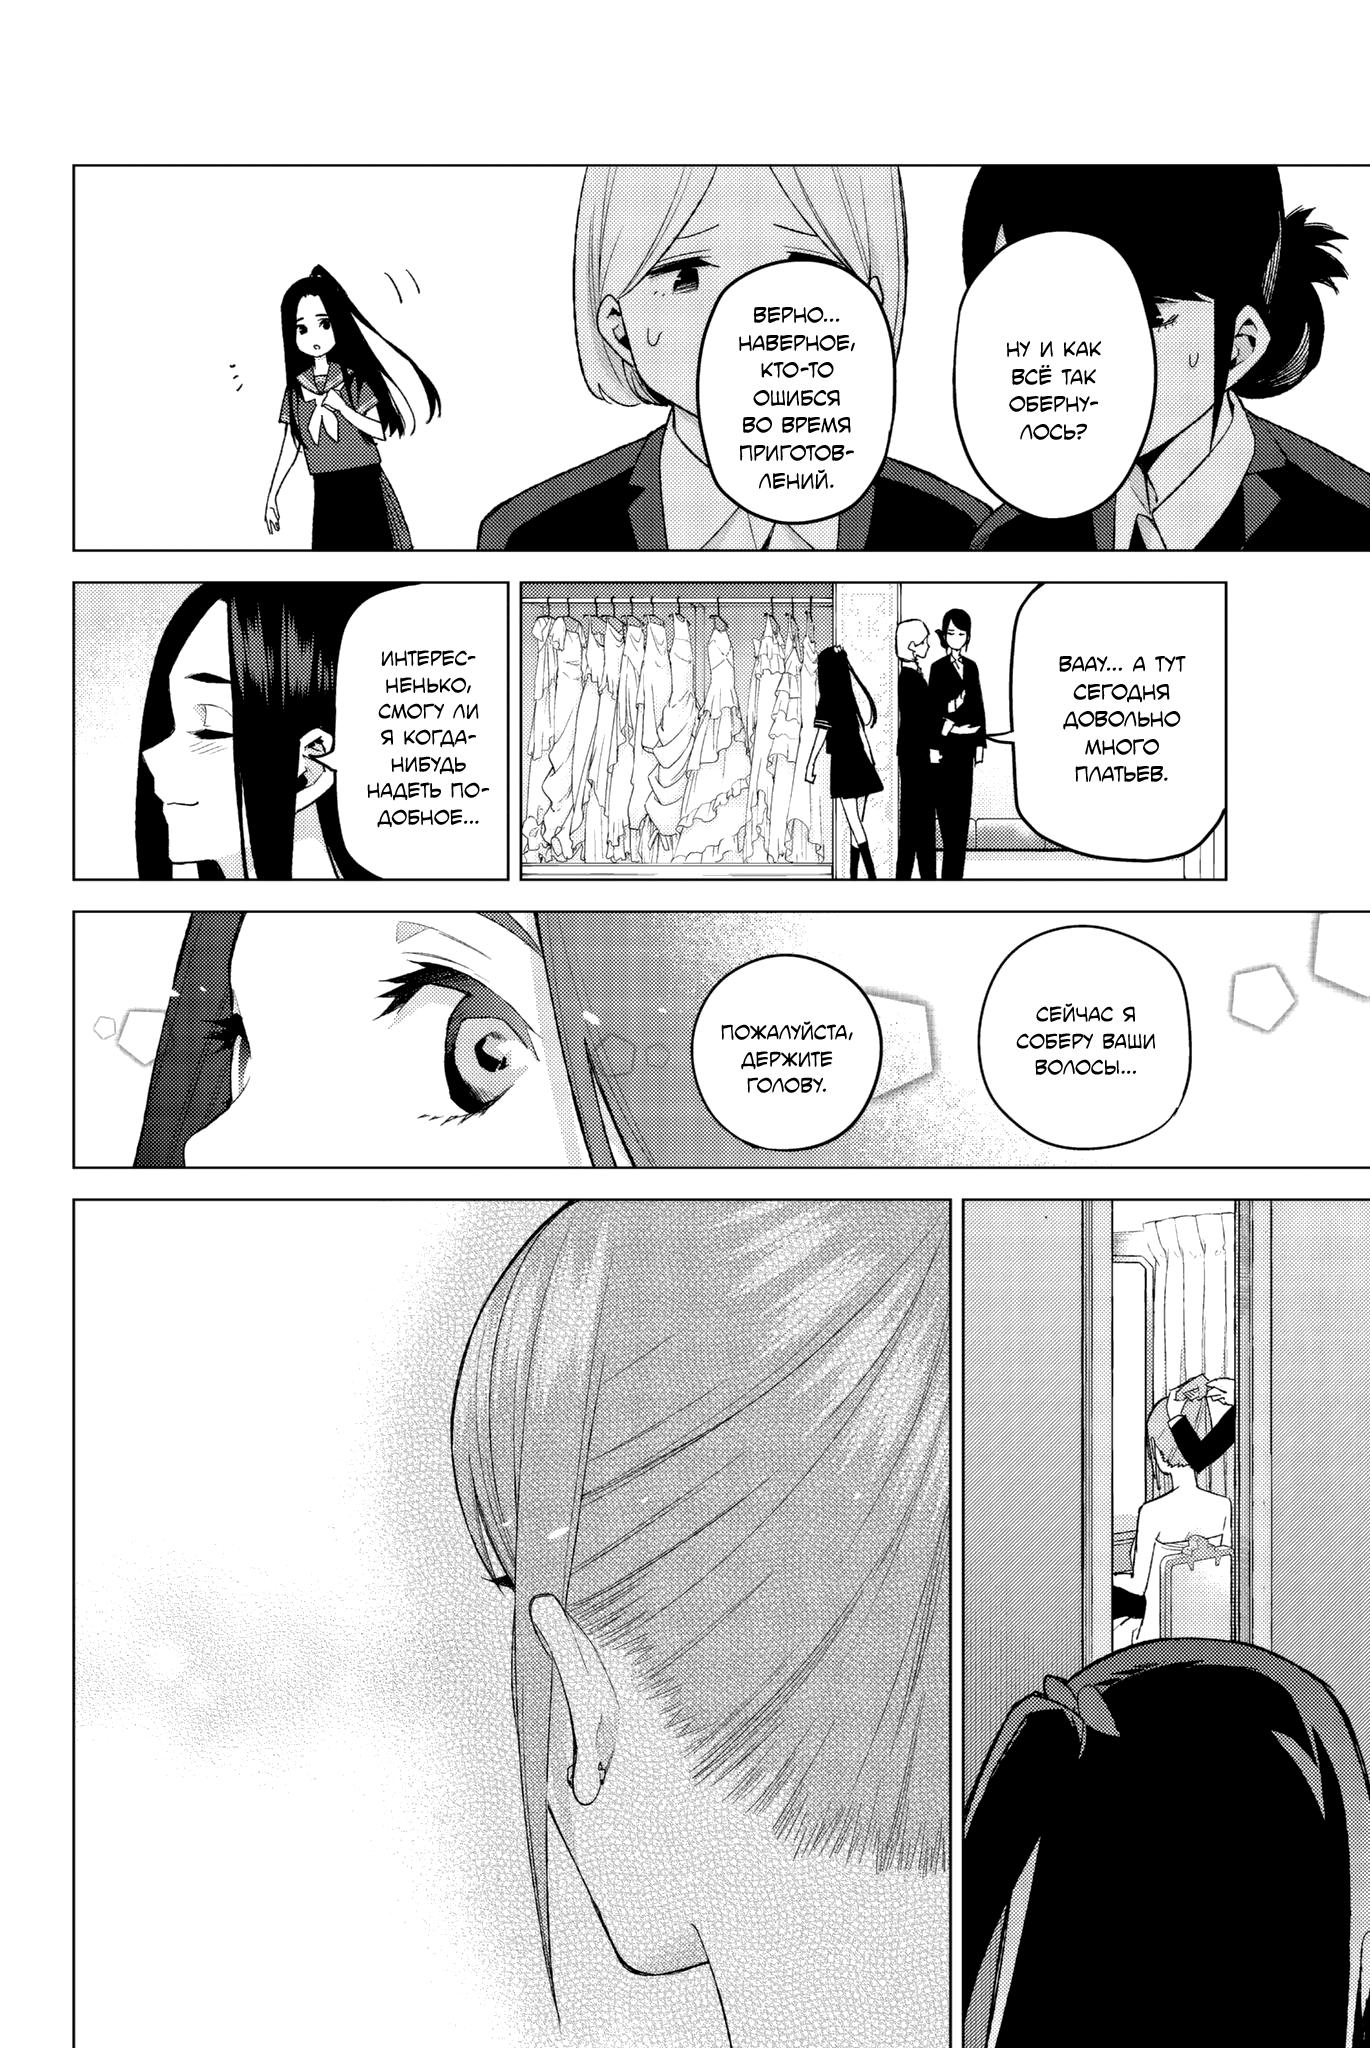 НУ И КАК
ВСЁ ТАК
ОБЕРНУ-
ЛОСЬ?
ВЕРНО...
НАВЕРНОЕ,
КТО-ТО
ОШИБСЯ
ВО ВРЕМЯ
ПРИГОТОВ-
ЛЕНИЙ.
ВААУ... А ТУТ
СЕГОДНЯ
ДОВОЛЬНО
МНОГО
ПЛАТЬЕВ.
ИНТЕРЕС-
НЕНЬКО,
СМОГУ ЛИ
Я КОГДА-
НИБУДЬ
НАДЕТЬ ПО-
ДОБНОЕ...
СЕЙЧАС Я
СОБЕРУ ВАШИ
ВОЛОСЫ...
ПОЖАЛУЙСТА,
ДЕРЖИТЕ
ГОЛОВУ.